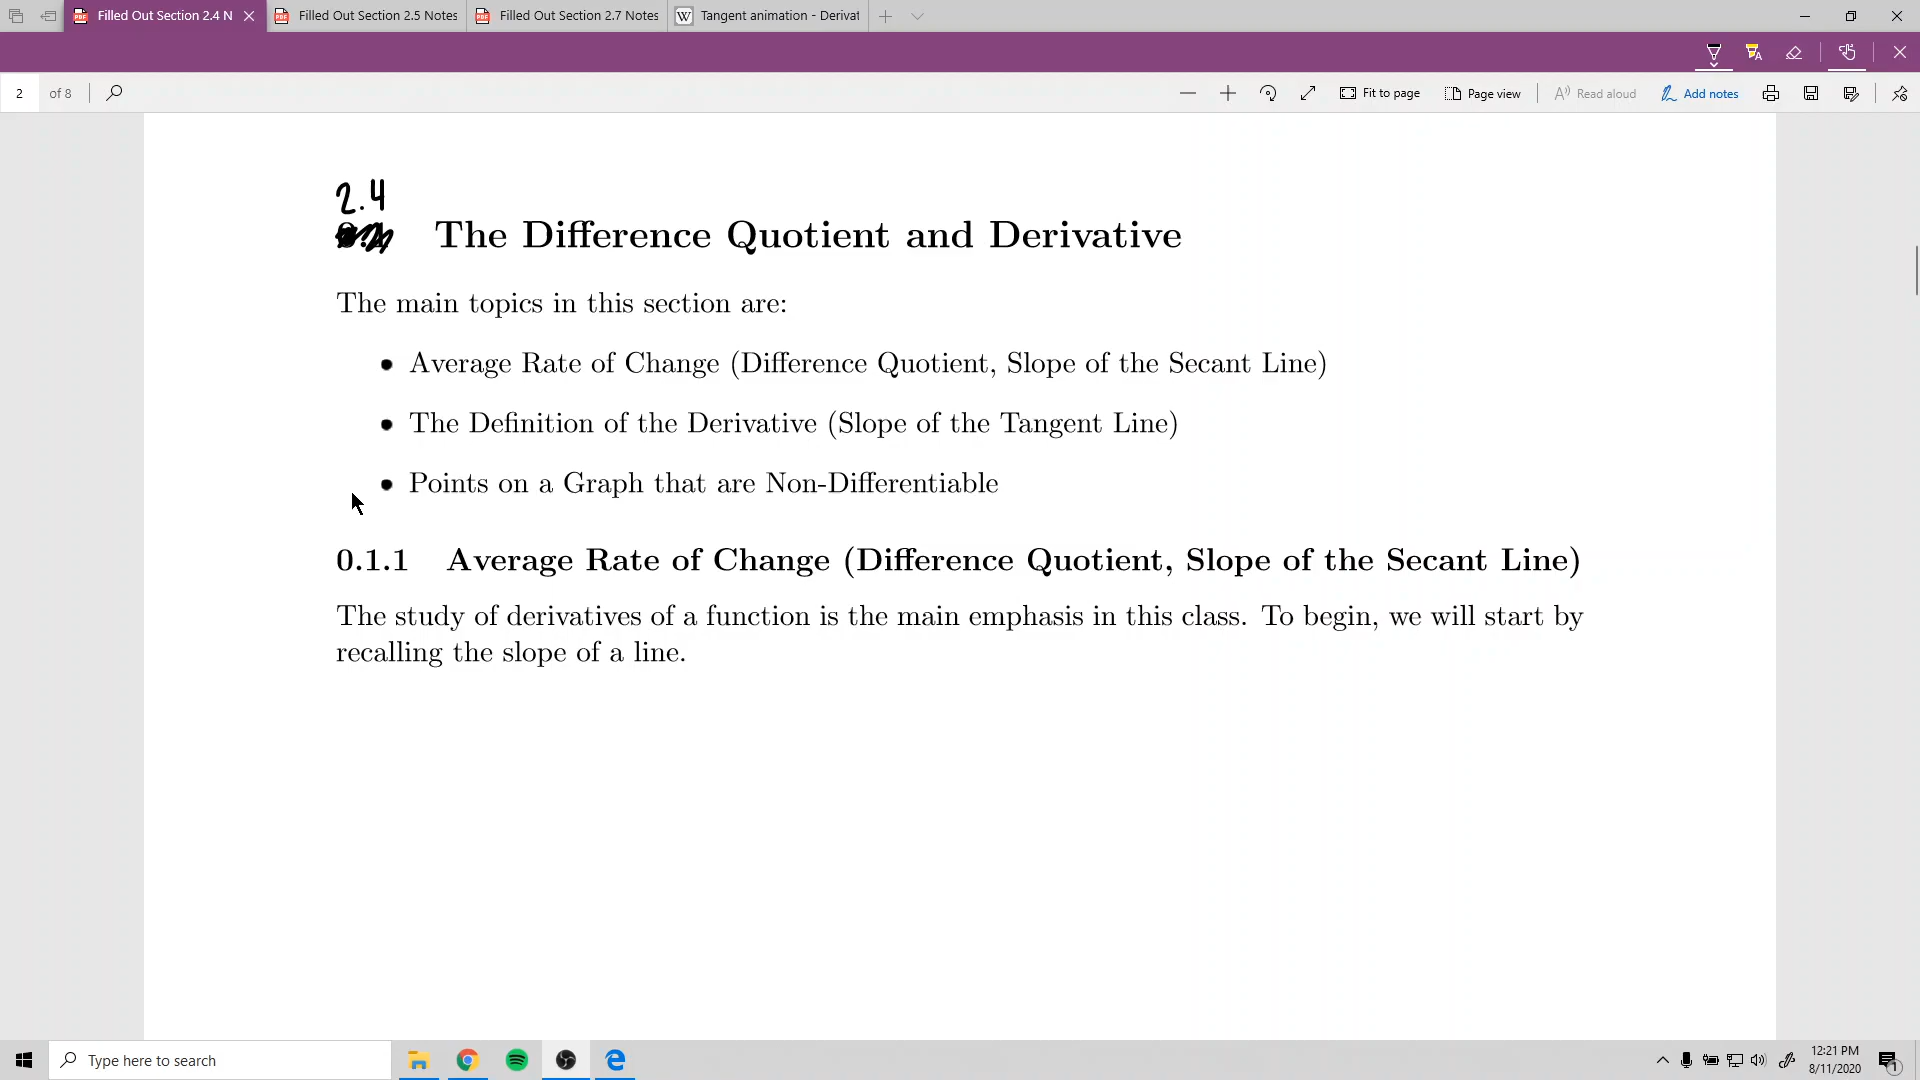 Filled Out Section 2.4 N
Filled Out Section 2.5 Notes
Filled Out Section 2.7 Notes
W Tangent animation - Derivat
2 of 8
Fit to page
Page view
Read aloud
Add notes
2.4
The Difference Quotient and Derivative
The main topics in this section are:
• Average Rate of Change (Difference Quotient, Slope of the Secant Line)
• The Definition of the Derivative (Slope of the Tangent Line)
• Points on a Graph that are Non-Differentiable
0.1.1 Average Rate of Change (Difference Quotient, Slope of the Secant Line)
The study of derivatives of a function is the main emphasis in this class. To begin, we will start by
recalling the slope of a line.
Type here to search
12:21 PM
8/11/2020
1